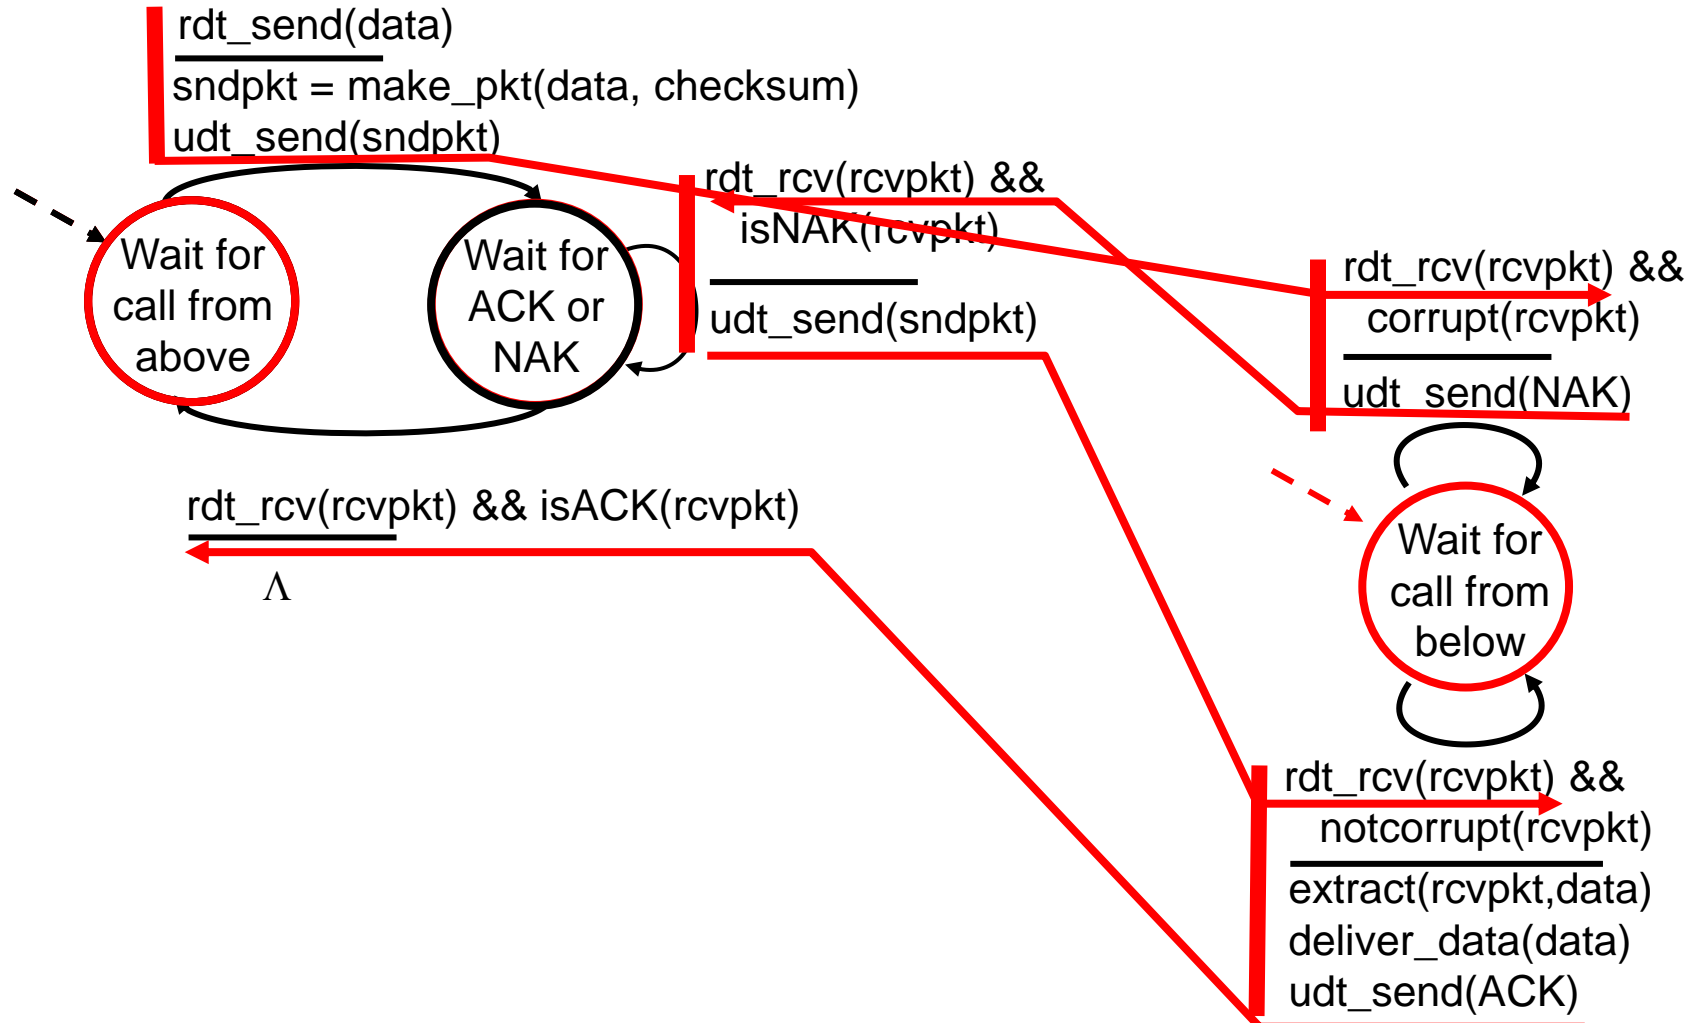 rdt_send(data)
sndpkt = make_pkt(data, checksum)
udt_send(sndpkt)
rdt_rcv(rcvpkt) &&
isNAK(rcvpkt)
udt_send(sndpkt)
Wait for
call from
above
Wait for
ACK or
NAK
rdt_rcv(rcvpkt) &&
corrupt(rcvpkt)
udt_send(NAK)
rdt_rcv(rcvpkt) && isACK(rcvpkt)
Λ
Wait for
call from
below
rdt_rcv(rcvpkt) &&
notcorrupt(rcvpkt)
extract(rcvpkt,data)
deliver_data(data)
udt_send(ACK)